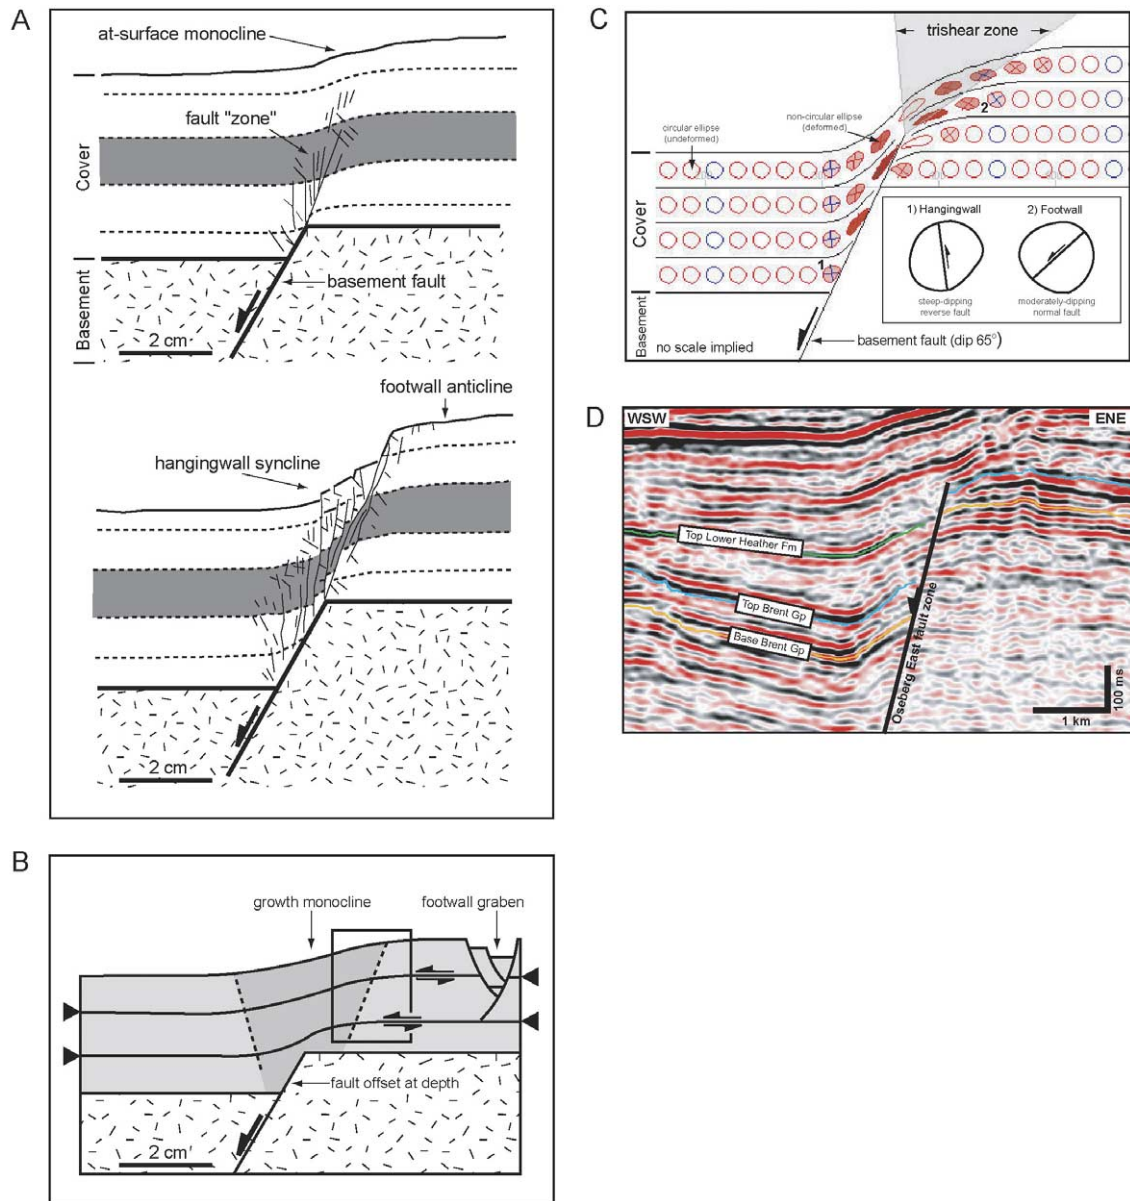 A
at-surface monocline
fault "zone"
Cover
basement fault
Basement
2 cm
footwall anticline
hangingwall syncline
2 cm
B
growth monocline
footwall graben
fault offset at depth
2 cm
C
trishear zone
circular ellipse
(undeformed)
non-circular ellipse
(deformed)
2
Cover
1
1) Hangingwall
2) Footwall
steep-dipping
reverse fault
moderately-dipping
normal fault
Basement
no scale implied
basement fault (dip 65°)
D
WSW
ENE
Top Lower Heather Fm
Top Brent Gp
Base Brent Gp
Oseberg East fault zone
1 km
100 ms